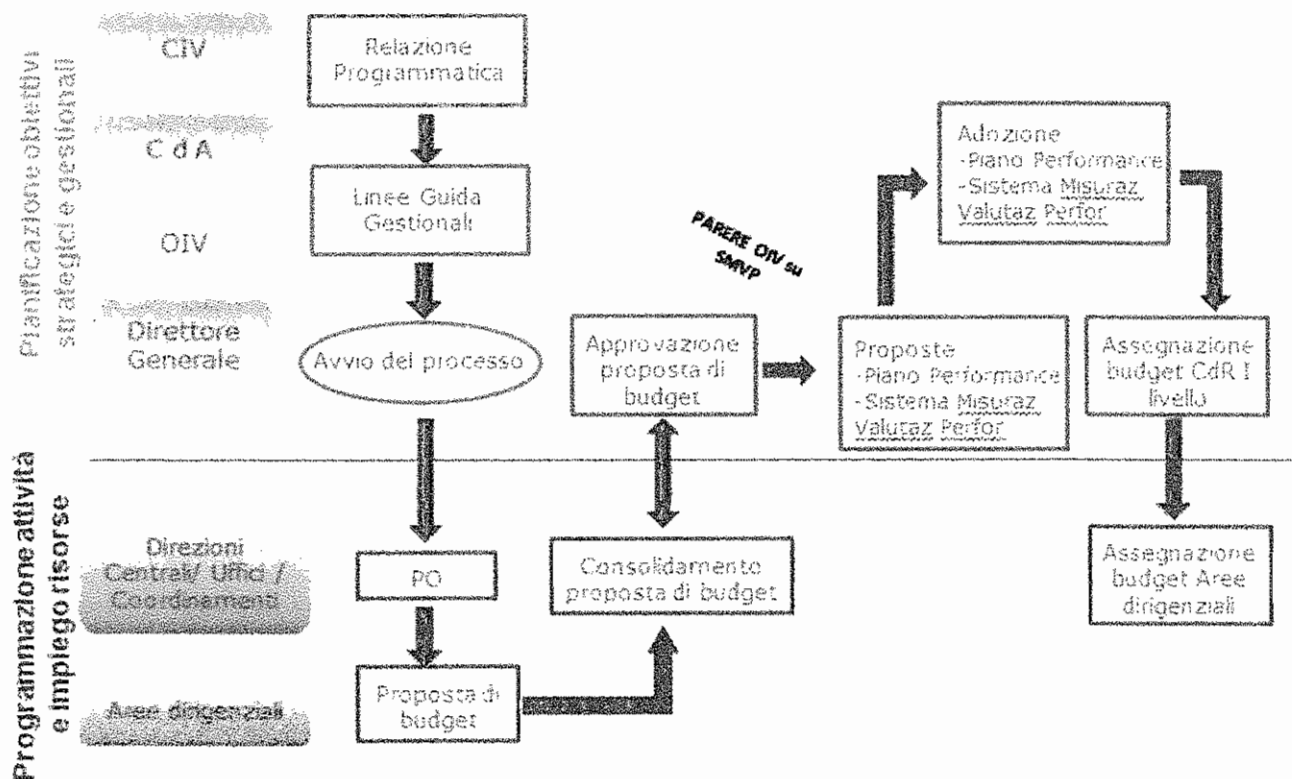 Pianificazione obiettivi
strategici e gestionali
CIV
C d A
OIV
Direttore
Generale
Relazione
Programmatica
Linee Guida
Gestionali
Avvio del processo
Approvazione
proposta di
budget
PARERE OIV su
SMVP
Proposte
-Piano Performance
-Sistema Misuraz
Valutaz Perfor
Adozione
-Piano Performance
-Sistema Misuraz
Valutaz Perfor
Assegnazione
budget CdR I
livello
Programmazione attività
e impiego risorse
Direzioni
Centrali/ Uffici /
Coordinamenti
Aree dirigenziali
PO
Proposta di
budget
Consolidamento
proposta di budget
Assegnazione
budget Aree
dirigenziali